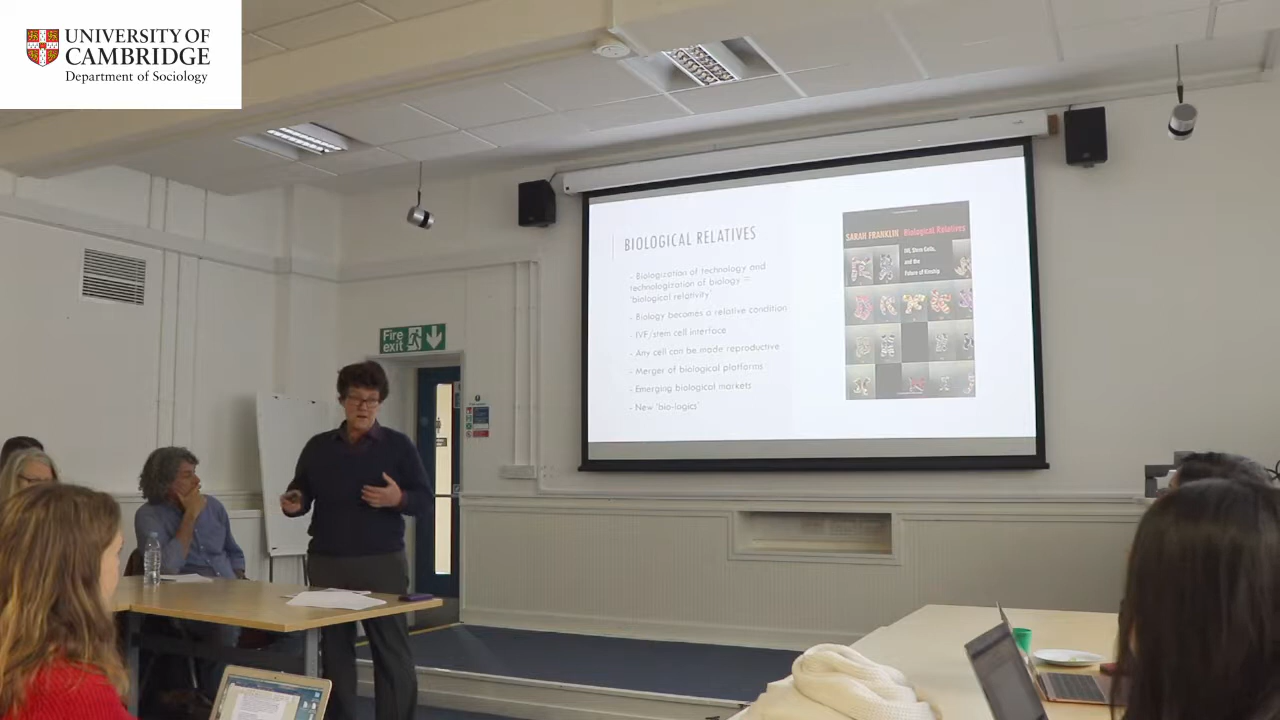 UNIVERSITY OF
CAMBRIDGE
Department of Sociology
BIOLOGICAL RELATIVES
- Biologization of technology and
technologization of biology =
'biological relativity'
- Biology becomes a relative condition
- IVF/stem cell interface
- Any cell can be made reproductive
- Merger of biological platforms
- Emerging biological markets
- New 'bio-logics'
SARAH FRANKLIN Biological Relatives
IVF, Stem Cells,
and the
Future of Kinship
Fire
exit